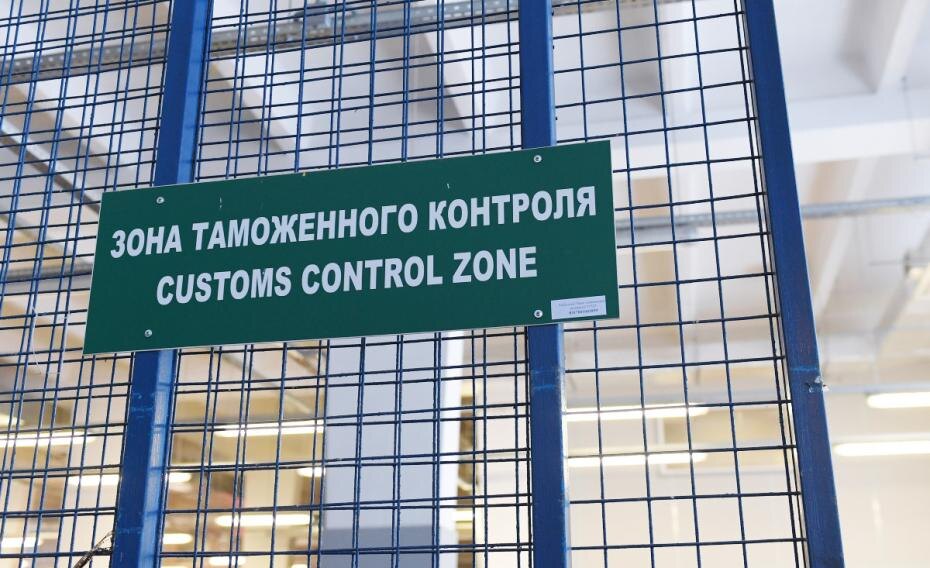 ЗОНА ТАМОЖЕННОГО КОНТРОЛЯ
CUSTOMS CONTROL ZONE